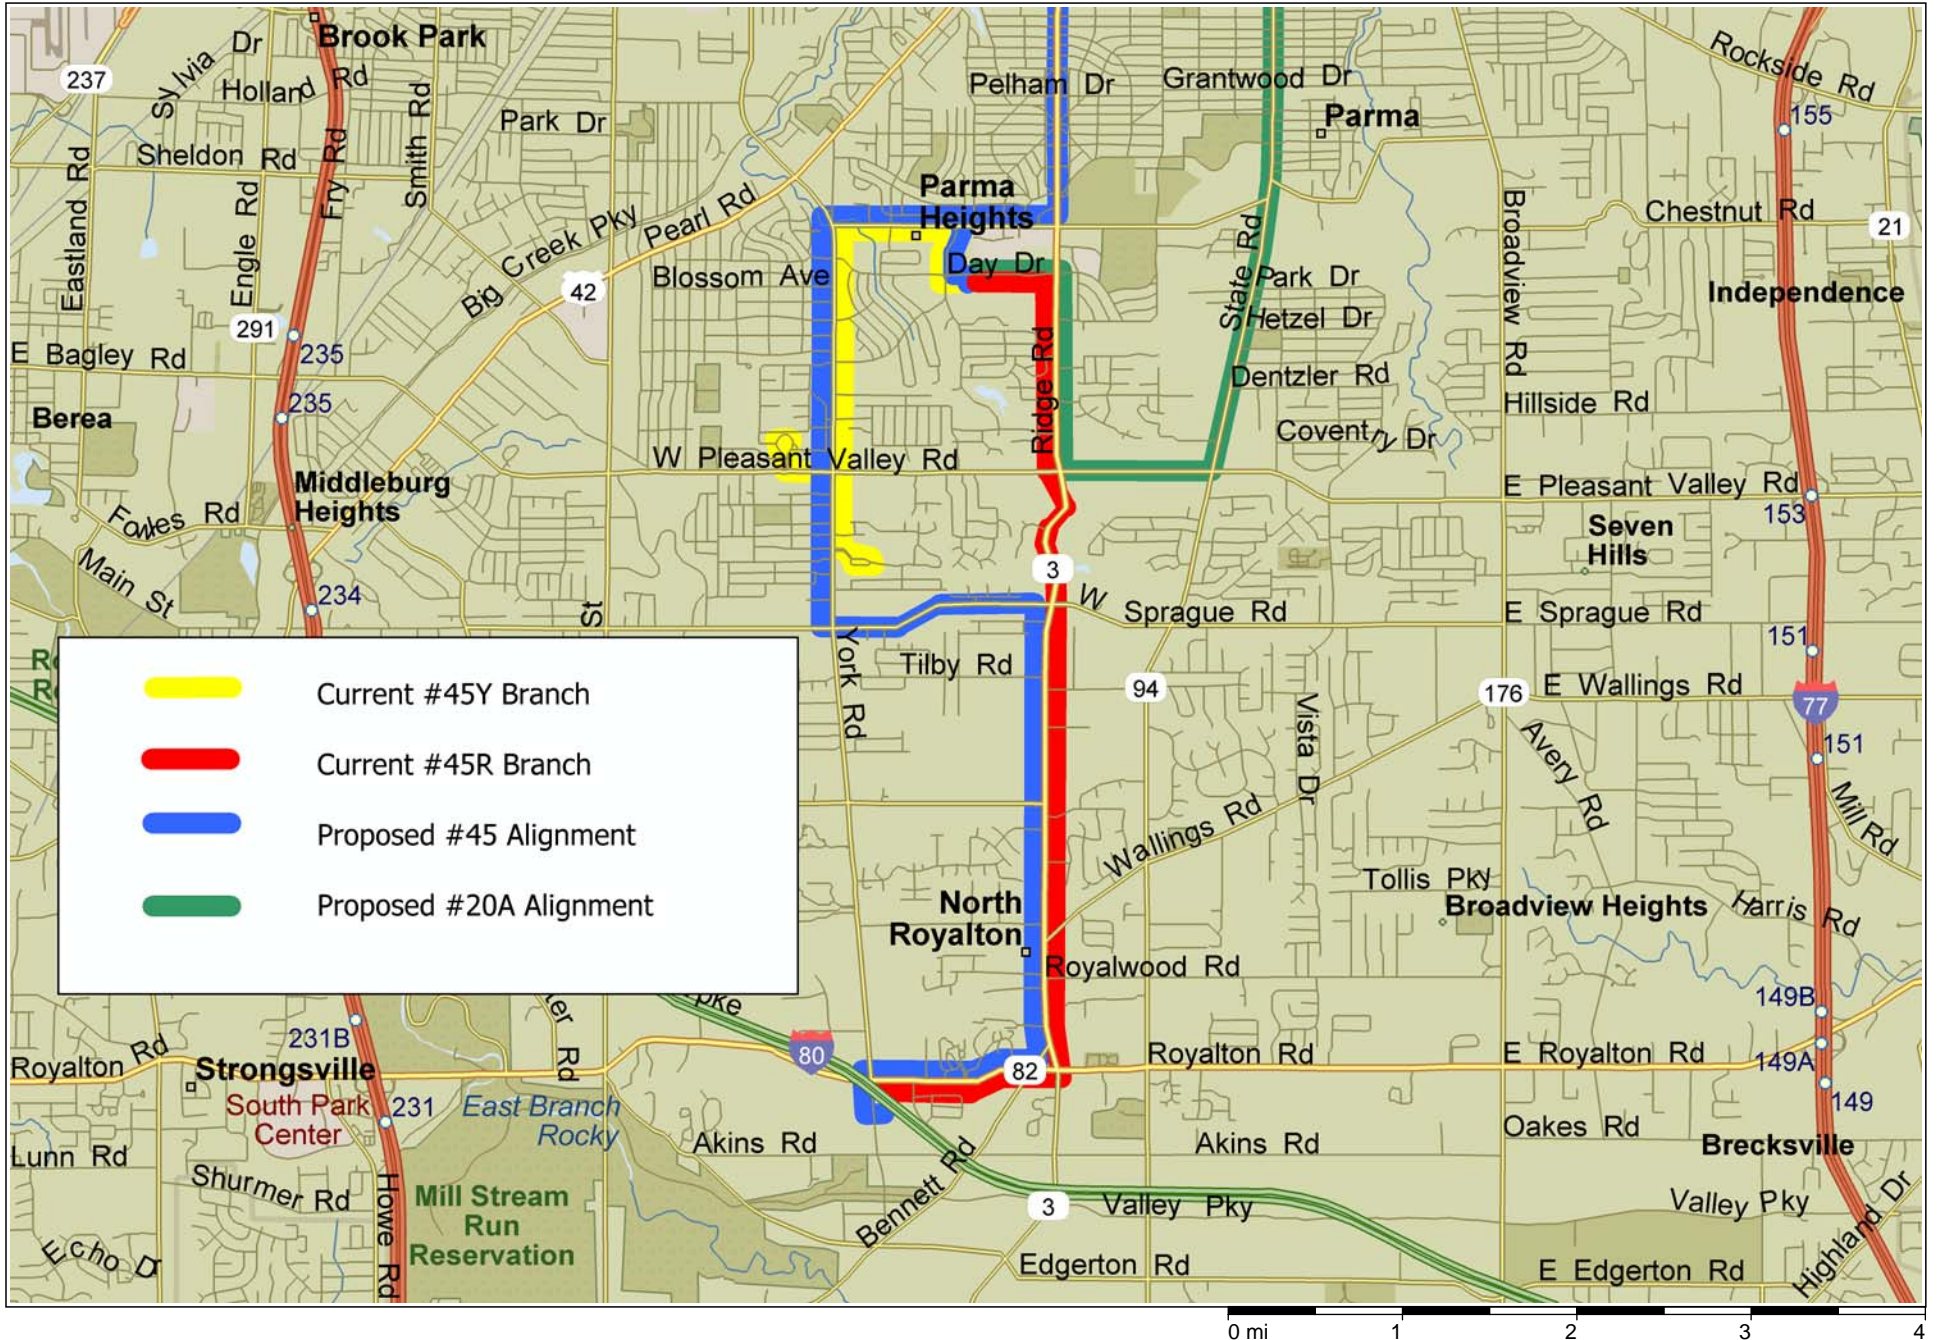 Brook Park
237
Sylvia Dr
Holland Rd
Fry Rd
Smith Rd
Park Dr
Pelham Dr
Grantwood Dr
Parma
Rockside Rd
155
Sheldon Rd
Eastland Rd
Engle Rd
Big Creek Pky
Pearl Rd
Parma
Heights
State Rd
Broadview Rd
Chestnut Rd
21
42
Blossom Ave
Day Dr
Park Dr
Hetzel Dr
Independence
291
235
E Bagley Rd
Ridge Rd
Dentzler Rd
Hillside Rd
235
Berea
Coventry Dr
W Pleasant Valley Rd
E Pleasant Valley Rd
153
Middleburg
Heights
Fowles Rd
Main St
234
Seven
Hills
3
St
W Sprague Rd
E Sprague Rd
151
York Rd
Tilby Rd
94
176
E Wallings Rd
77
151
Vista Dr
Avery Rd
Mill Rd
Wallings Rd
Current #45Y Branch
Current #45R Branch
Proposed #45 Alignment
Proposed #20A Alignment
Tollis Pky
Broadview Heights
Harris Rd
North
Royalton
Royalwood Rd
149B
231B
80
82
Royalton Rd
Strongsville
Royalton Rd
E Royalton Rd
149A
149
South Park
Center
231
East Branch
Rocky
Akins Rd
Akins Rd
Oakes Rd
Brecksville
Lunn Rd
Shurmer Rd
Howe Rd
Mill Stream
Run
Reservation
Bennett Rd
3
Valley Pky
Valley Pky
Highland Dr
Echo Dr
Edgerton Rd
E Edgerton Rd
0 mi 1 2 3 4